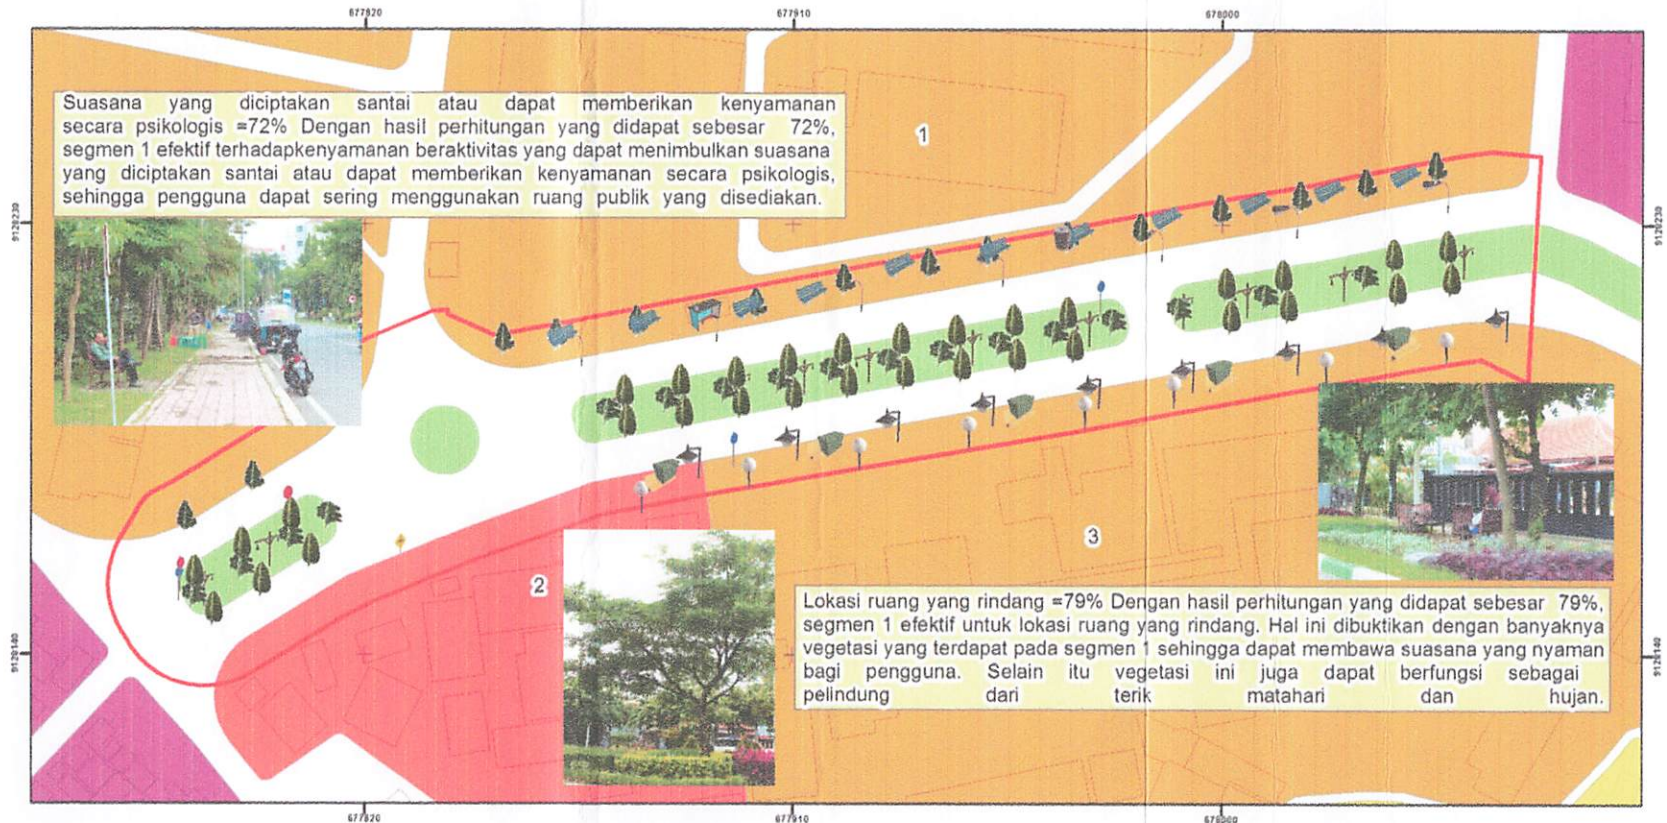 677820 677910 678000
Suasana yang diciptakan santai atau dapat memberikan kenyamanan
secara psikologis =72% Dengan hasil perhitungan yang didapat sebesar 72%,
segmen 1 efektif terhadapkenyamanan beraktivitas yang dapat menimbulkan suasana
yang diciptakan santai atau dapat memberikan kenyamanan secara psikologis,
sehingga pengguna dapat sering menggunakan ruang publik yang disediakan.
1
9120230 9120230
2
3
Lokasi ruang yang rindang =79% Dengan hasil perhitungan yang didapat sebesar 79%,
segmen 1 efektif untuk lokasi ruang yang rindang. Hal ini dibuktikan dengan banyaknya
vegetasi yang terdapat pada segmen 1 sehingga dapat membawa suasana yang nyaman
bagi pengguna. Selain itu vegetasi ini juga dapat berfungsi sebagai
pelindung dari terik matahari dan hujan.
9120140 9120140
677820 677910 678000